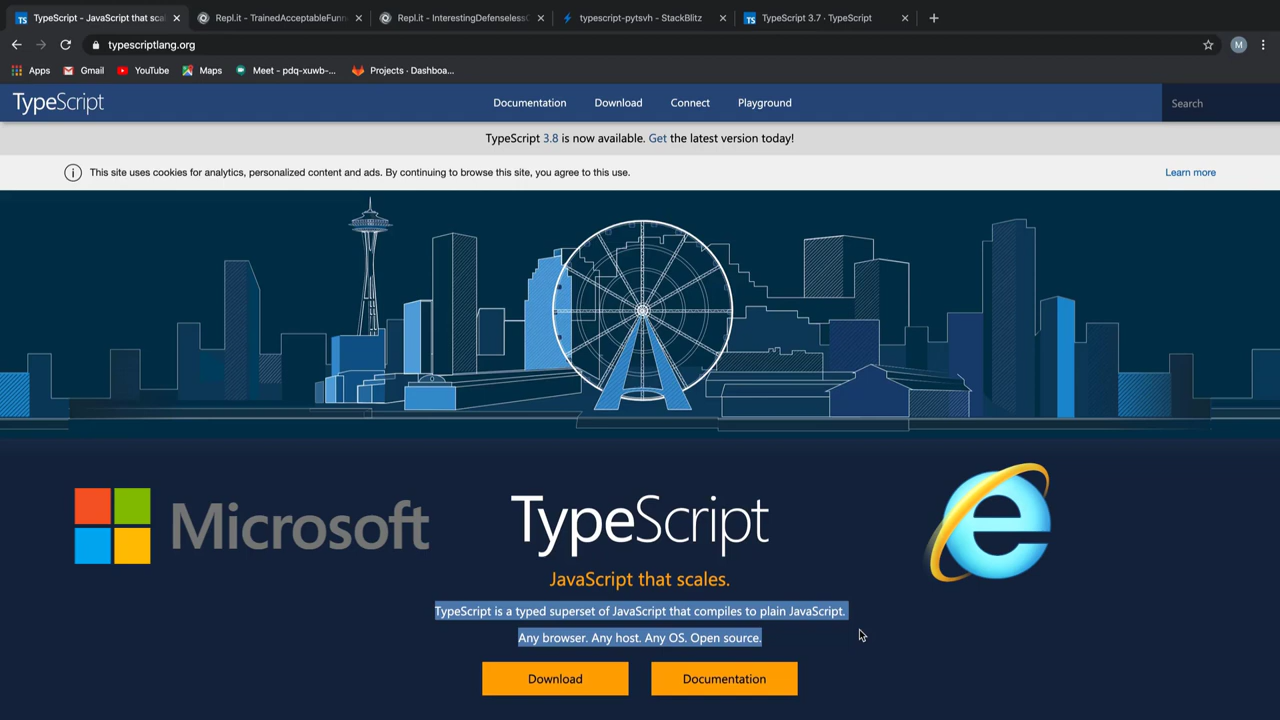 TypeScript - JavaScript that sca
Repl.it - TrainedAcceptableFunn
Repl.it - InterestingDefenseless
typescript-pytsvh - StackBlitz
TypeScript 3.7 · TypeScript
typescriptlang.org
M
Apps
Gmail
YouTube
Maps
Meet - pdq-xuwb-...
Projects · Dashboa...
TypeScript
Documentation
Download
Connect
Playground
Search
TypeScript 3.8 is now available. Get the latest version today!
This site uses cookies for analytics, personalized content and ads. By continuing to browse this site, you agree to this use.
Learn more
Microsoft
TypeScript
JavaScript that scales.
TypeScript is a typed superset of JavaScript that compiles to plain JavaScript.
Any browser. Any host. Any OS. Open source.
Download
Documentation